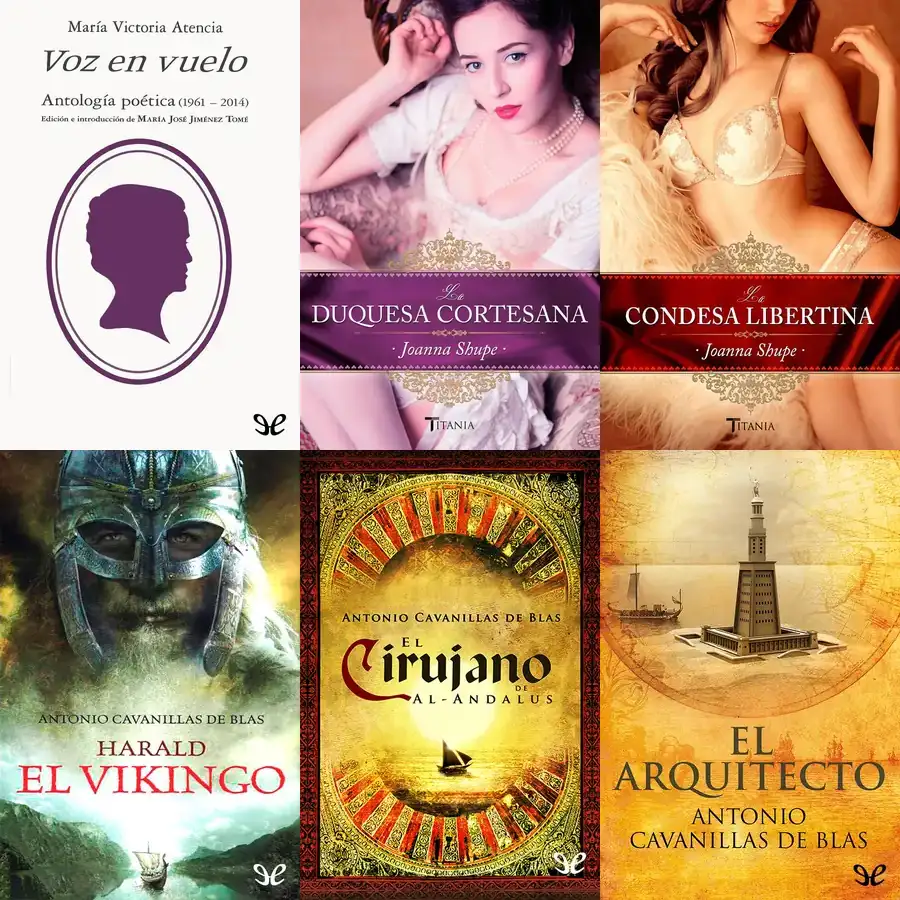 María Victoria Atencia
Voz en vuelo
Antología poética (1961 – 2014)
Edición e introducción de MARÍA JOSÉ JIMÉNEZ TOMÉ
La
DUQUESA CORTESANA
· Joanna Shupe ·
TITANIA
La
CONDESA LIBERTINA
· Joanna Shupe ·
TITANIA
ANTONIO CAVANILLAS DE BLAS
HARALD
EL VIKINGO
ANTONIO CAVANILLAS DE BLAS
EL
Cirujano
DE
AL-ANDALUS
EL
ARQUITECTO
ANTONIO
CAVANILLAS DE BLAS